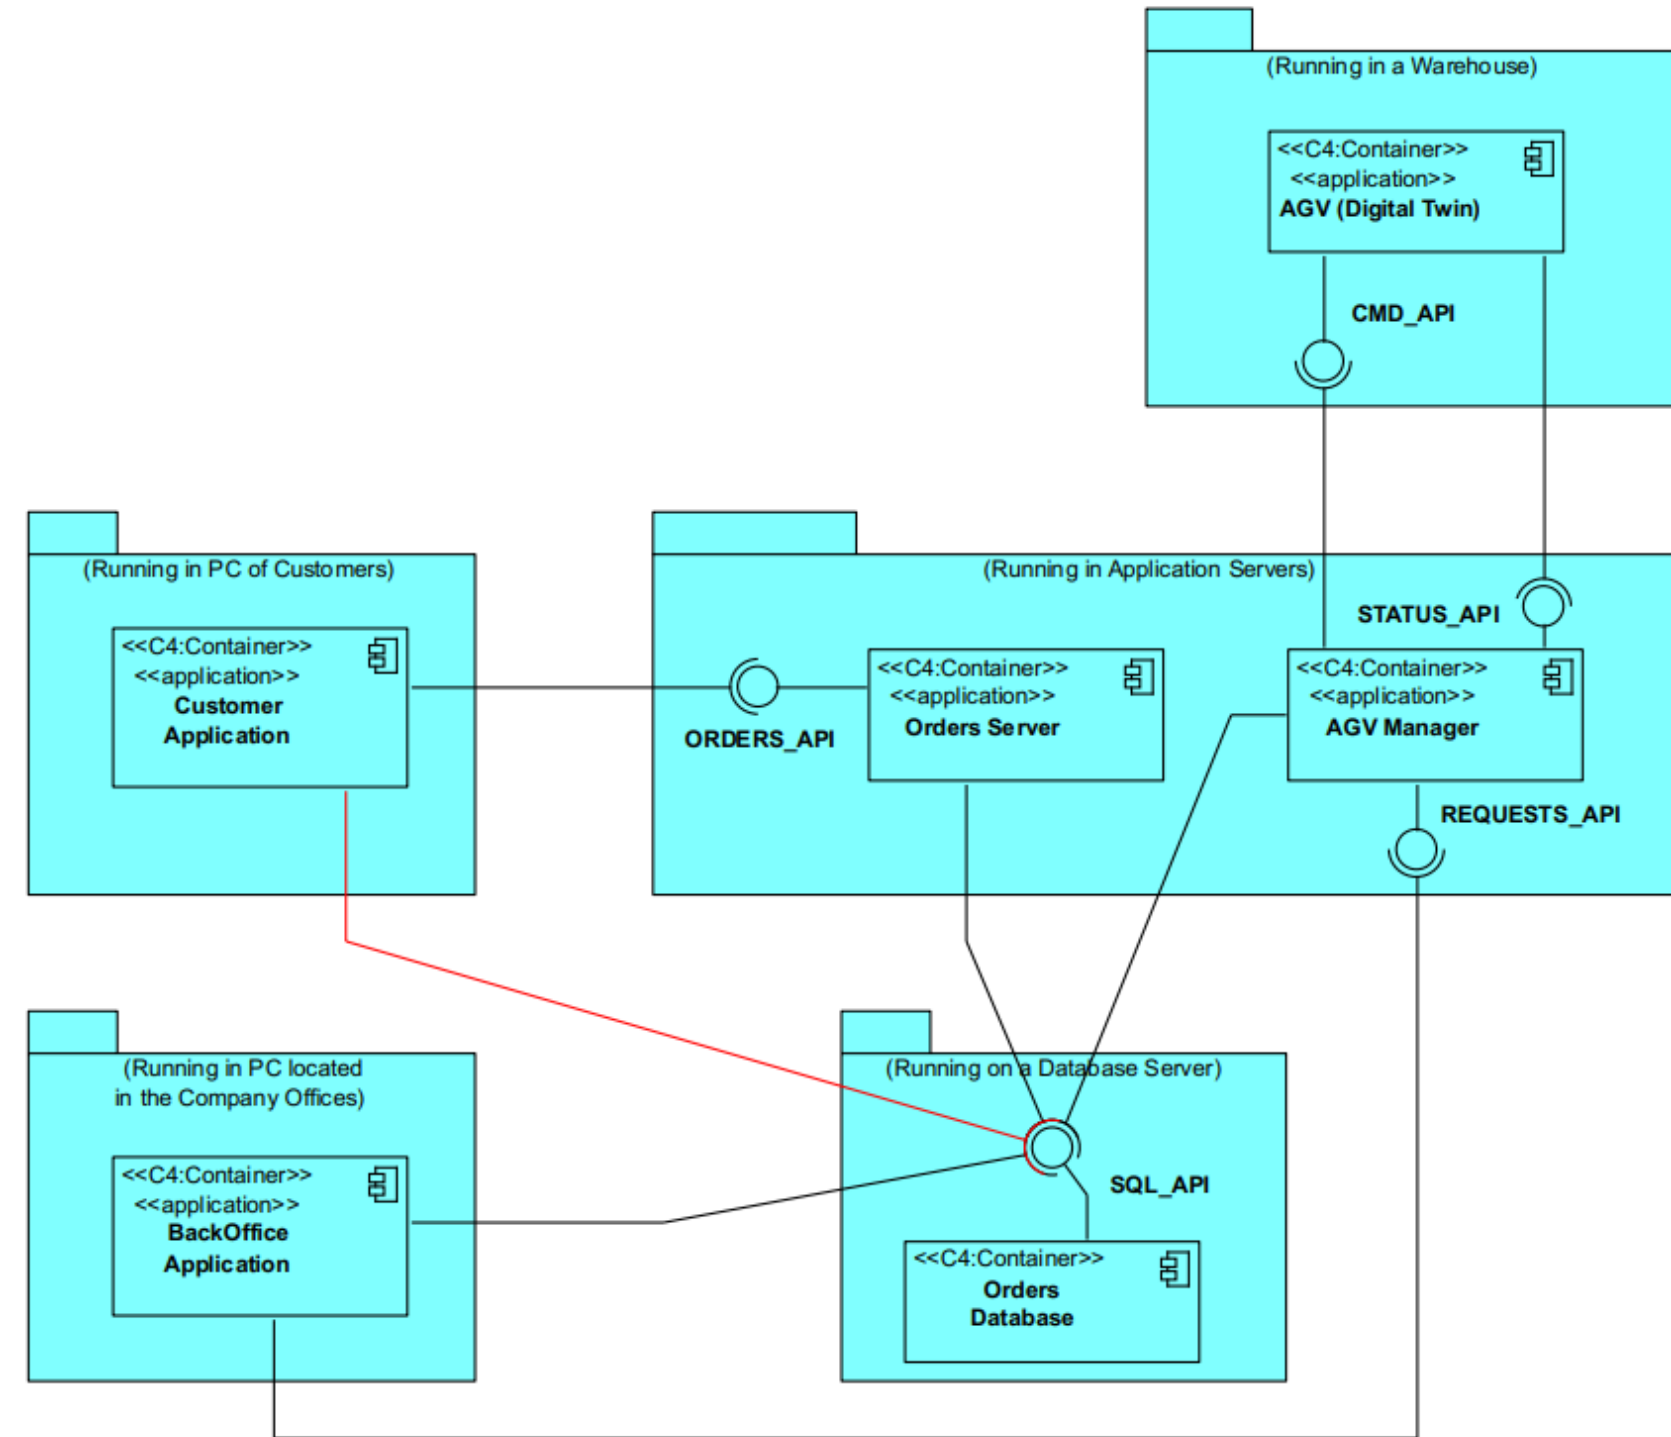 (Running in a Warehouse)
<<C4:Container>>
<<application>>
AGV (Digital Twin)
CMD_API
(Running in PC of Customers)
<<C4:Container>>
<<application>>
Customer
Application
(Running in Application Servers)
ORDERS_API
<<C4:Container>>
<<application>>
Orders Server
STATUS_API
<<C4:Container>>
<<application>>
AGV Manager
REQUESTS_API
(Running in PC located
in the Company Offices)
<<C4:Container>>
<<application>>
BackOffice
Application
(Running on a Database Server)
SQL_API
<<C4:Container>>
Orders
Database